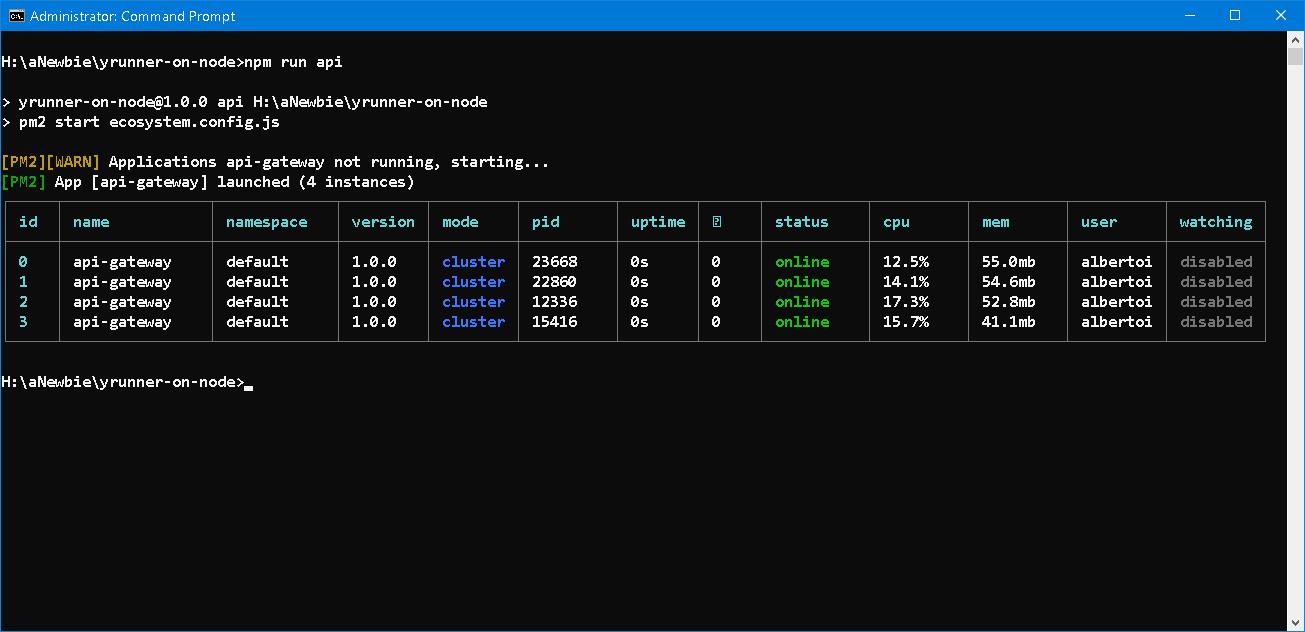 Administrator: Command Prompt
H:\aNewbie\yrunner-on-node>npm run api
> yrunner-on-node@1.0.0 api H:\aNewbie\yrunner-on-node
> pm2 start ecosystem.config.js
[PM2][WARN] Applications api-gateway not running, starting...
[PM2] App [api-gateway] launched (4 instances)
id name namespace version mode pid uptime status cpu mem user watching
0 api-gateway default 1.0.0 cluster 23668 0s 0 online 12.5% 55.0mb albertoi disabled
1 api-gateway default 1.0.0 cluster 22860 0s 0 online 14.1% 54.6mb albertoi disabled
2 api-gateway default 1.0.0 cluster 12336 0s 0 online 17.3% 52.8mb albertoi disabled
3 api-gateway default 1.0.0 cluster 15416 0s 0 online 15.7% 41.1mb albertoi disabled
H:\aNewbie\yrunner-on-node>